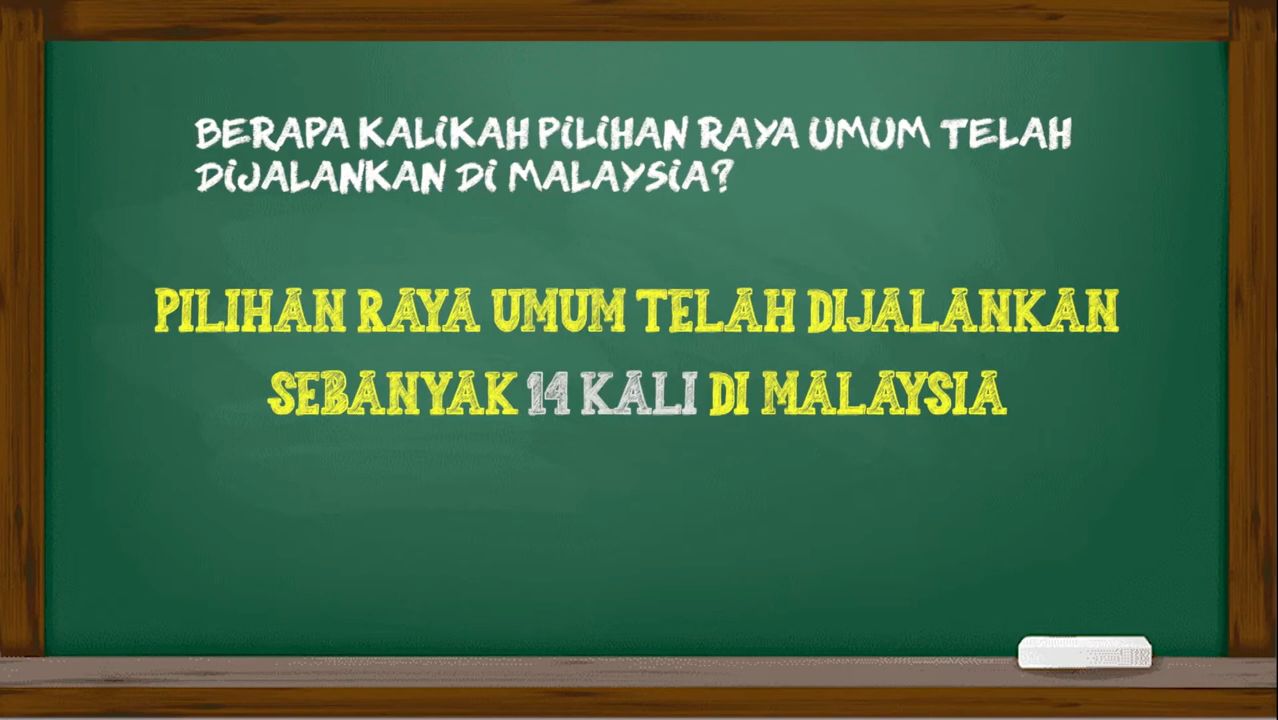 BERAPA KALIKAH PILIHAN RAYA UMUM TELAH
DIJALANKAN DI MALAYSIA?
PILIHAN RAYA UMUM TELAH DIJALANKAN
SEBANYAK 14 KALI DI MALAYSIA